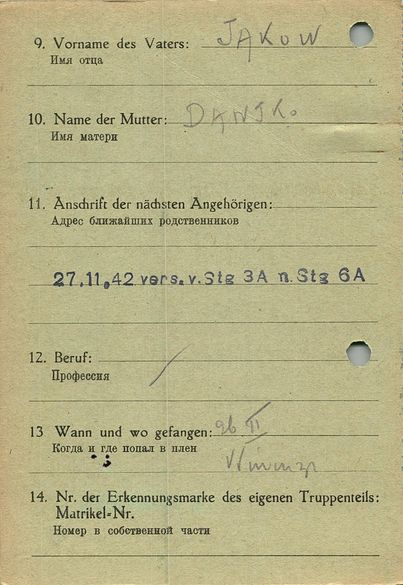 9. Vorname des Vaters: JAKOW
Имя отца
10. Name der Mutter: DANJK.
Имя матери
11. Anschrift der nächsten Angehörigen:
Адрес ближайших родственников
27.11.42 vers. v. Stg 3A n. Stg 6A
12. Beruf: /
Профессия
13 Wann und wo gefangen:
Когда и где попал в плен
14. Nr. der Erkennungsmarke des eigenen Truppenteils:
Matrikel=Nr.
Номер в собственной части